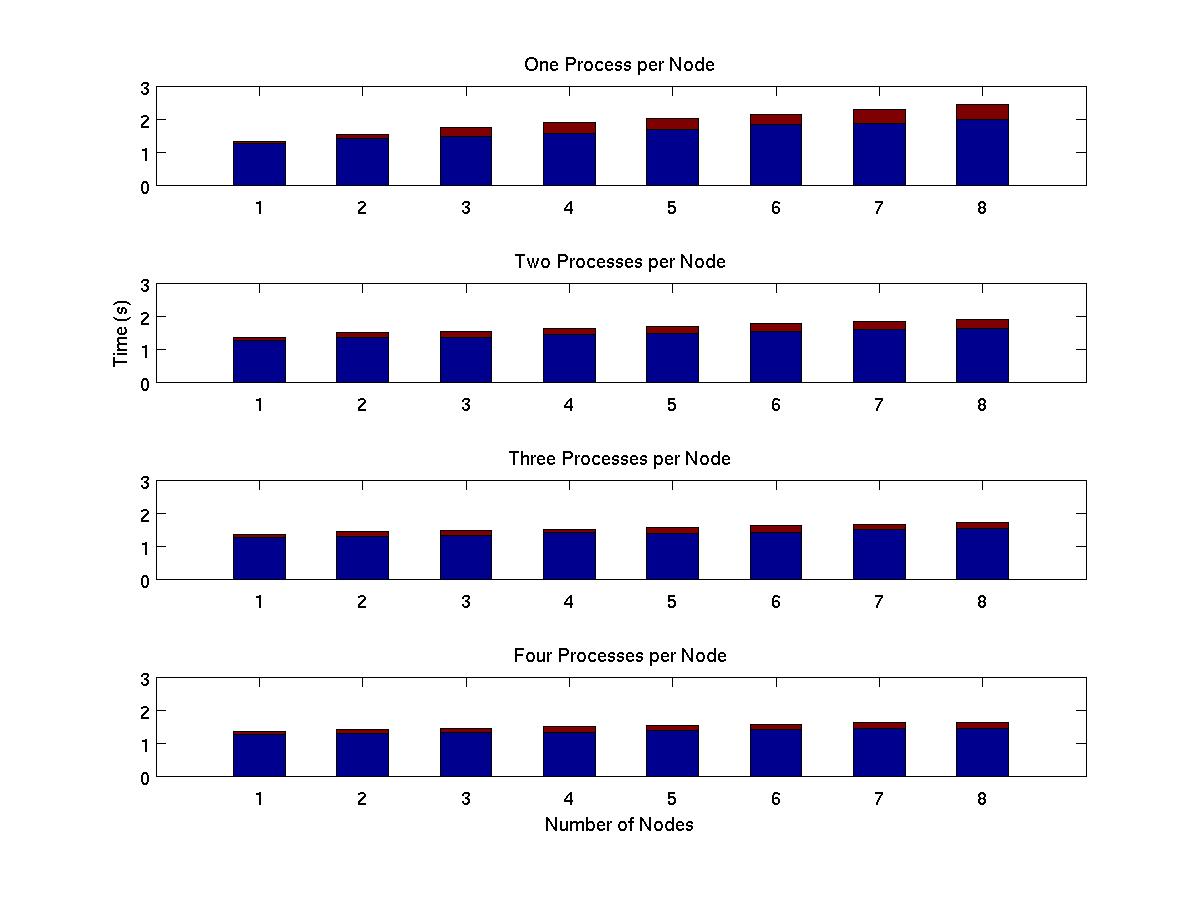 One Process per Node
3
2
1
0
1 2 3 4 5 6 7 8
Two Processes per Node
3
2
1
0
1 2 3 4 5 6 7 8
Time (s)
Three Processes per Node
3
2
1
0
1 2 3 4 5 6 7 8
Four Processes per Node
3
2
1
0
1 2 3 4 5 6 7 8
Number of Nodes